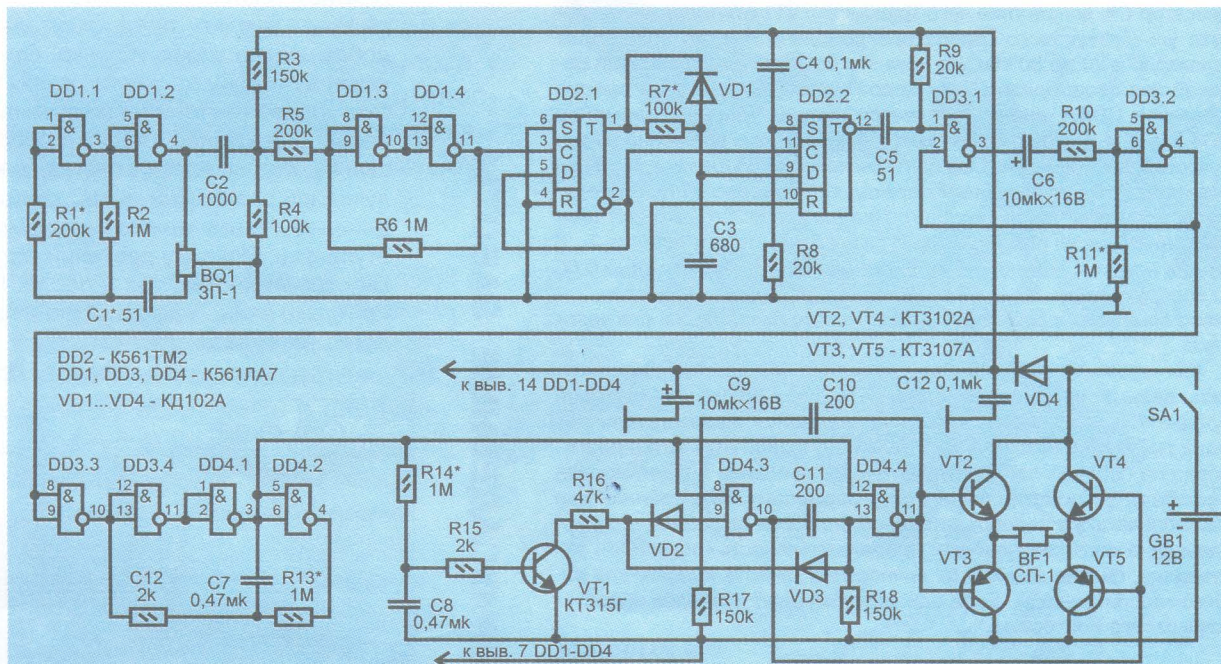 R3
150k
DD1.1
DD1.2
R5
200k
DD1.3
DD1.4
DD2.1
R7*
100k
VD1
C4 0,1мк
DD2.2
R9
20k
DD3.1
R10
200k
DD3.2
1
2
&
3
5
6
&
4
8
9
&
10
12
13
&
11
6
3
5
4
S
C
D
R
T
1
2
8
11
9
10
S
C
D
R
T
12
C5
51
1
2
&
3
5
6
&
4
C2
1000
C6
10мк×16В
R1*
200k
R2
1M
R4
100k
R6 1M
C3
680
R8
20k
R11*
1M
BQ1
ЗП-1
C1* 51
VT2, VT4 - КТ3102А
VT3, VT5 - КТ3107А
DD2 - К561ТМ2
DD1, DD3, DD4 - К561ЛА7
VD1...VD4 - КД102А
к выв. 14 DD1-DD4
C9
10мк×16В
C10
200
C12 0,1мк
VD4
SA1
DD3.3
DD3.4
DD4.1
DD4.2
8
9
&
10
12
13
&
11
1
2
&
3
5
6
&
4
R14*
1M
R16
47k
DD4.3
C11
200
DD4.4
8
9
&
10
12
13
&
11
VT2
VT4
R15
2k
VD2
VD3
BF1
СП-1
+
-
GB1
12В
VT3
VT5
C12
2k
C7
0,47мк
R13*
1M
C8
0,47мк
VT1
КТ315Г
R17
150k
R18
150k
к выв. 7 DD1-DD4